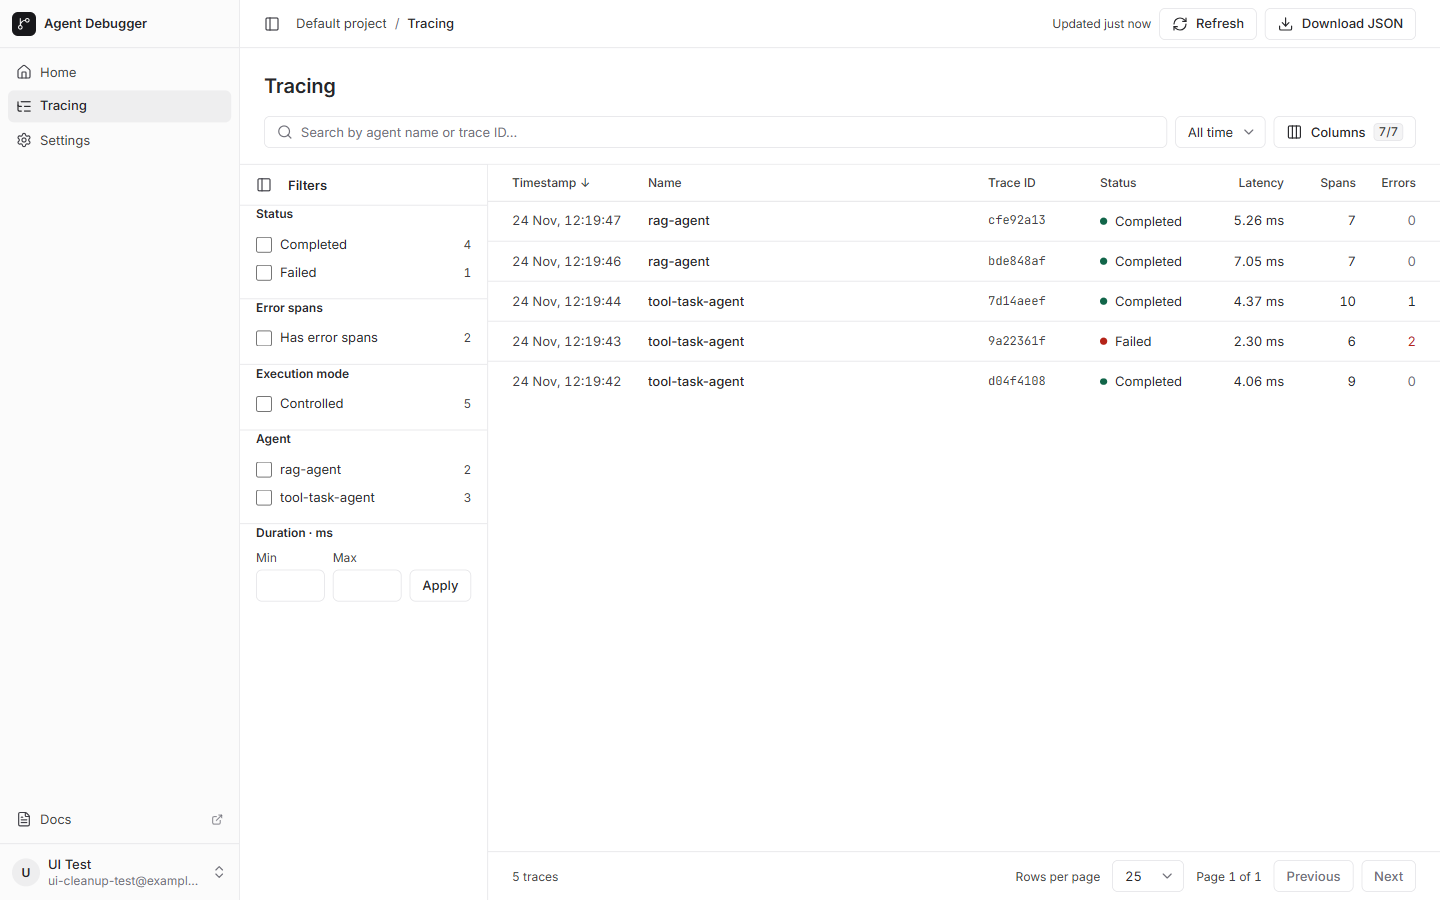 Agent Debugger
Home
Tracing
Settings
Docs
UI Test
ui-cleanup-test@exampl...
U
Default project / Tracing
Updated just now
Refresh
Download JSON
Tracing
Search by agent name or trace ID...
All time
Columns 7/7
Filters
Status
Completed 4
Failed 1
Error spans
Has error spans 2
Execution mode
Controlled 5
Agent
rag-agent 2
tool-task-agent 3
Duration · ms
Min Max
Apply
Timestamp ↓ Name Trace ID Status Latency Spans Errors
24 Nov, 12:19:47 rag-agent cfe92a13 Completed 5.26 ms 7 0
24 Nov, 12:19:46 rag-agent bde848af Completed 7.05 ms 7 0
24 Nov, 12:19:44 tool-task-agent 7d14aeef Completed 4.37 ms 10 1
24 Nov, 12:19:43 tool-task-agent 9a22361f Failed 2.30 ms 6 2
24 Nov, 12:19:42 tool-task-agent d04f4108 Completed 4.06 ms 9 0
5 traces
Rows per page 25 Page 1 of 1 Previous Next